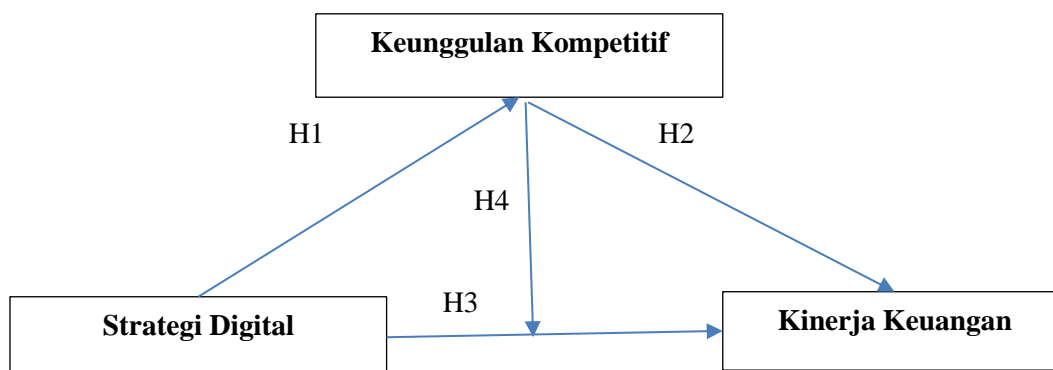 Keunggulan Kompetitif
H1
H2
H4
H3
Strategi Digital
Kinerja Keuangan